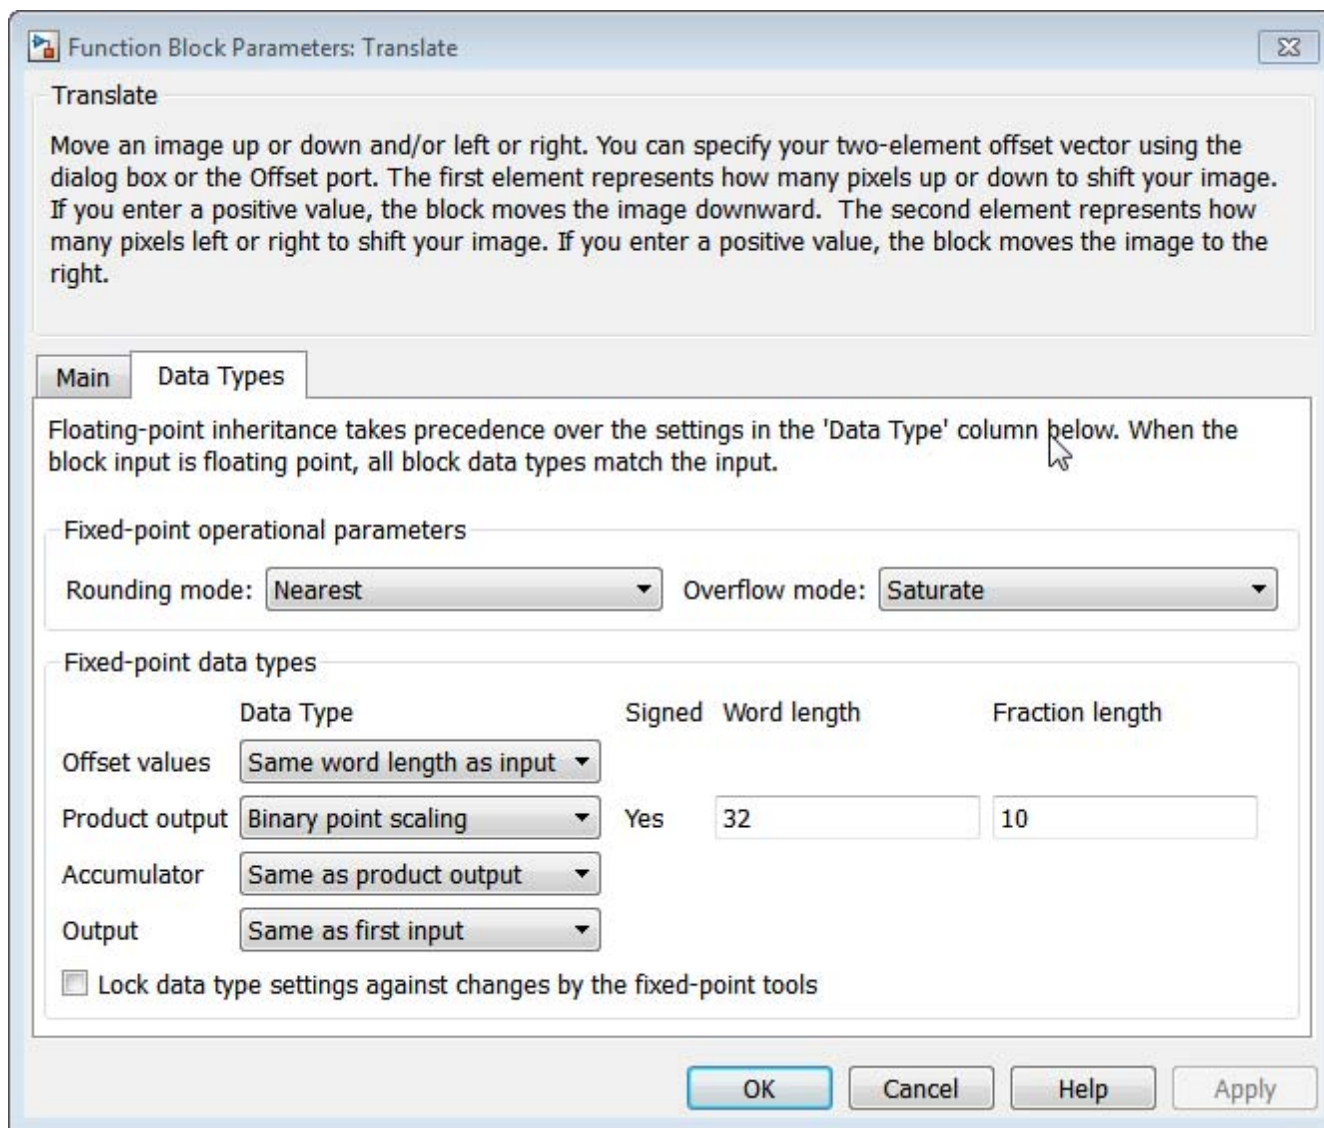 Function Block Parameters: Translate
Translate
Move an image up or down and/or left or right. You can specify your two-element offset vector using the
dialog box or the Offset port. The first element represents how many pixels up or down to shift your image.
If you enter a positive value, the block moves the image downward.  The second element represents how
many pixels left or right to shift your image. If you enter a positive value, the block moves the image to the
right.
Main Data Types
Floating-point inheritance takes precedence over the settings in the 'Data Type' column below. When the
block input is floating point, all block data types match the input.
Fixed-point operational parameters
Rounding mode: Nearest Overflow mode: Saturate
Fixed-point data types
Data Type Signed Word length Fraction length
Offset values Same word length as input
Product output Binary point scaling Yes 32 10
Accumulator Same as product output
Output Same as first input
Lock data type settings against changes by the fixed-point tools
OK Cancel Help Apply